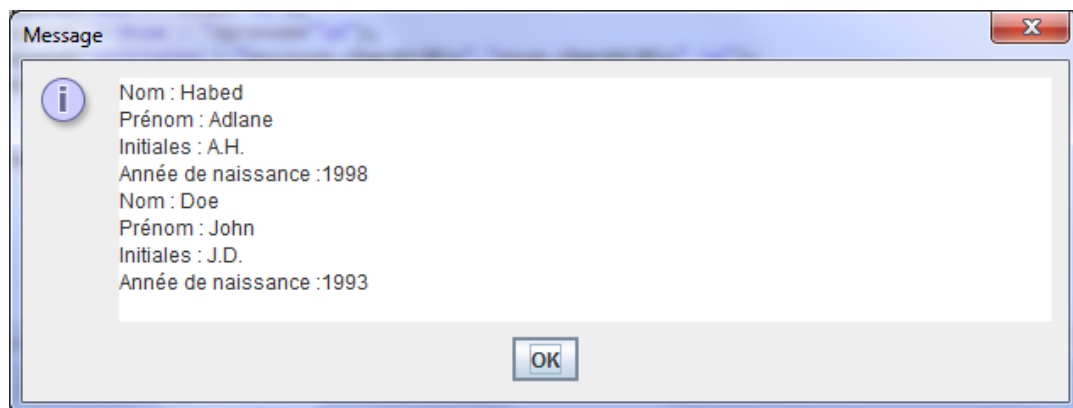 Message
Nom : Habed
Prénom : Adlane
Initiales : A.H.
Année de naissance :1998
Nom : Doe
Prénom : John
Initiales : J.D.
Année de naissance :1993
OK